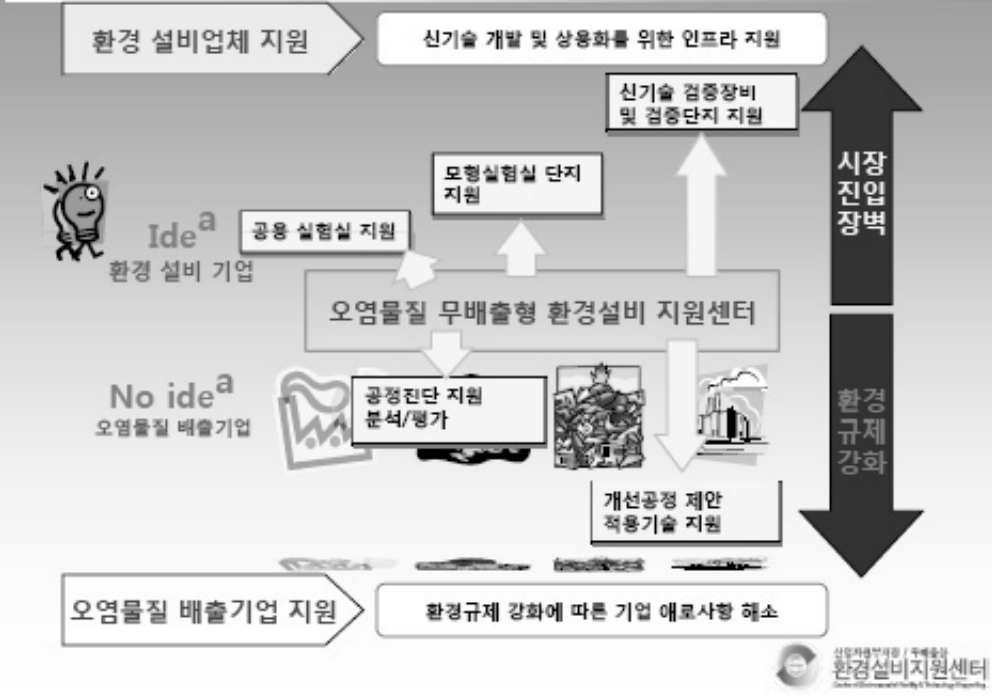 환경 설비업체 지원
신기술 개발 및 상용화를 위한 인프라 지원
신기술 검증장비
및 검증단지 지원
모형실험실 단지
지원
공용 실험실 지원
시장
진입
장벽
Idea
환경 설비 기업
오염물질 무배출형 환경설비 지원센터
No idea
오염물질 배출기업
공정진단 지원
분석/평가
환경
규제
강화
개선공정 제안
적용기술 지원
오염물질 배출기업 지원
환경규제 강화에 따른 기업 애로사항 해소
환경설비지원센터